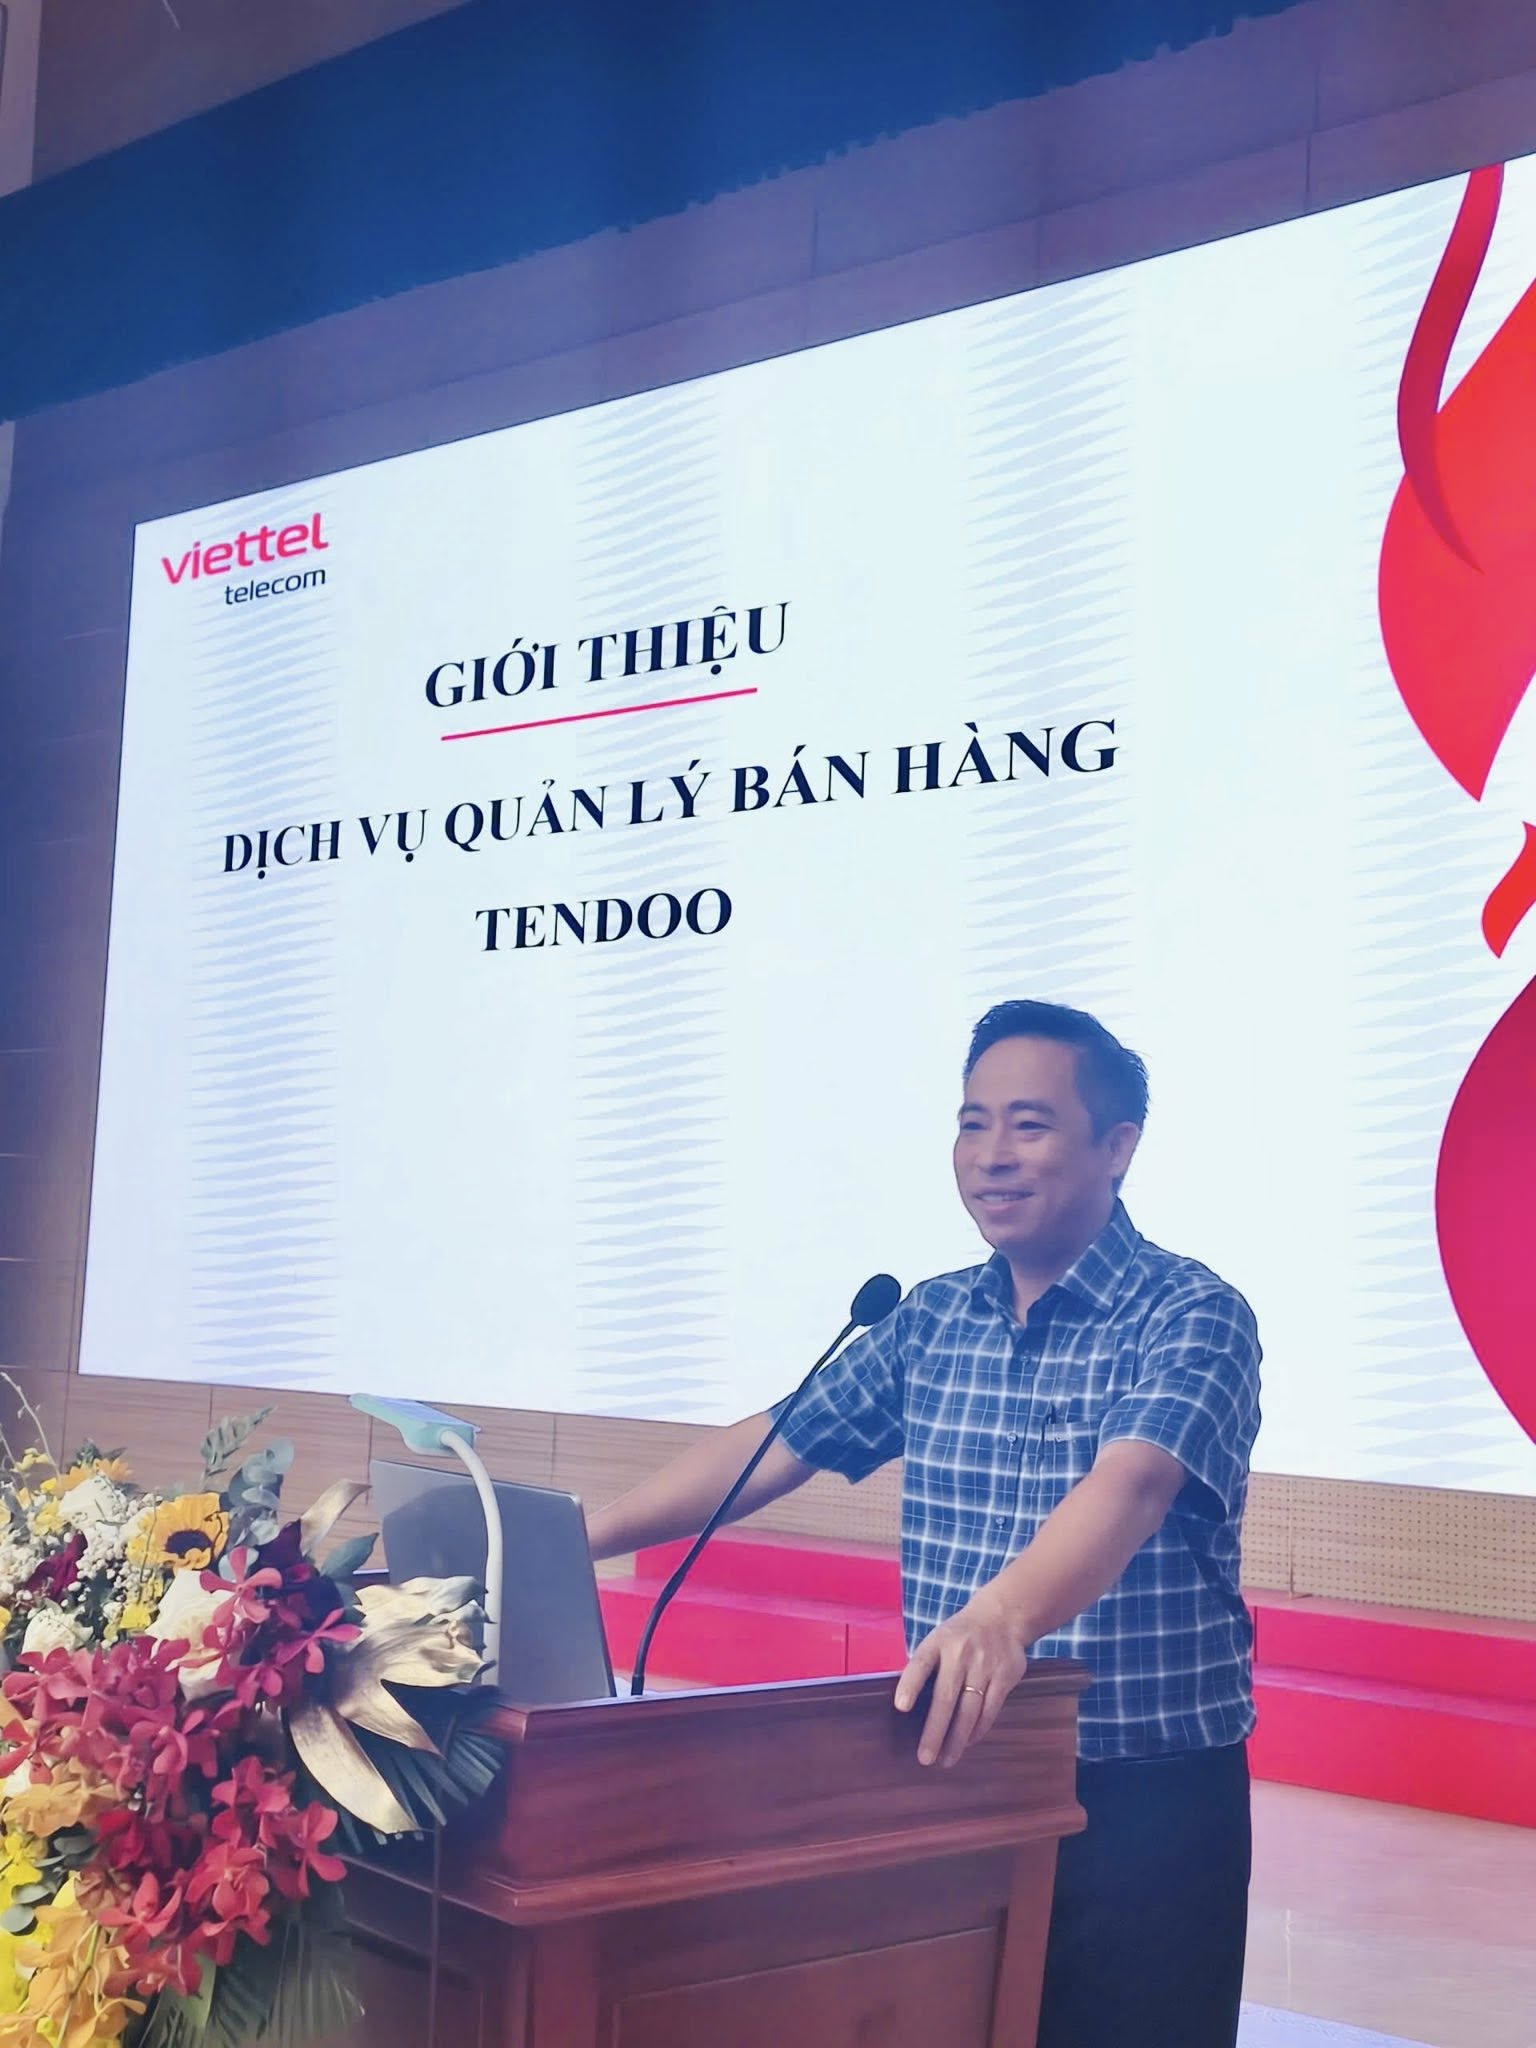 viettel
telecom
GIỚI THIỆU
DỊCH VỤ QUẢN LÝ BÁN HÀNG
TENDOO